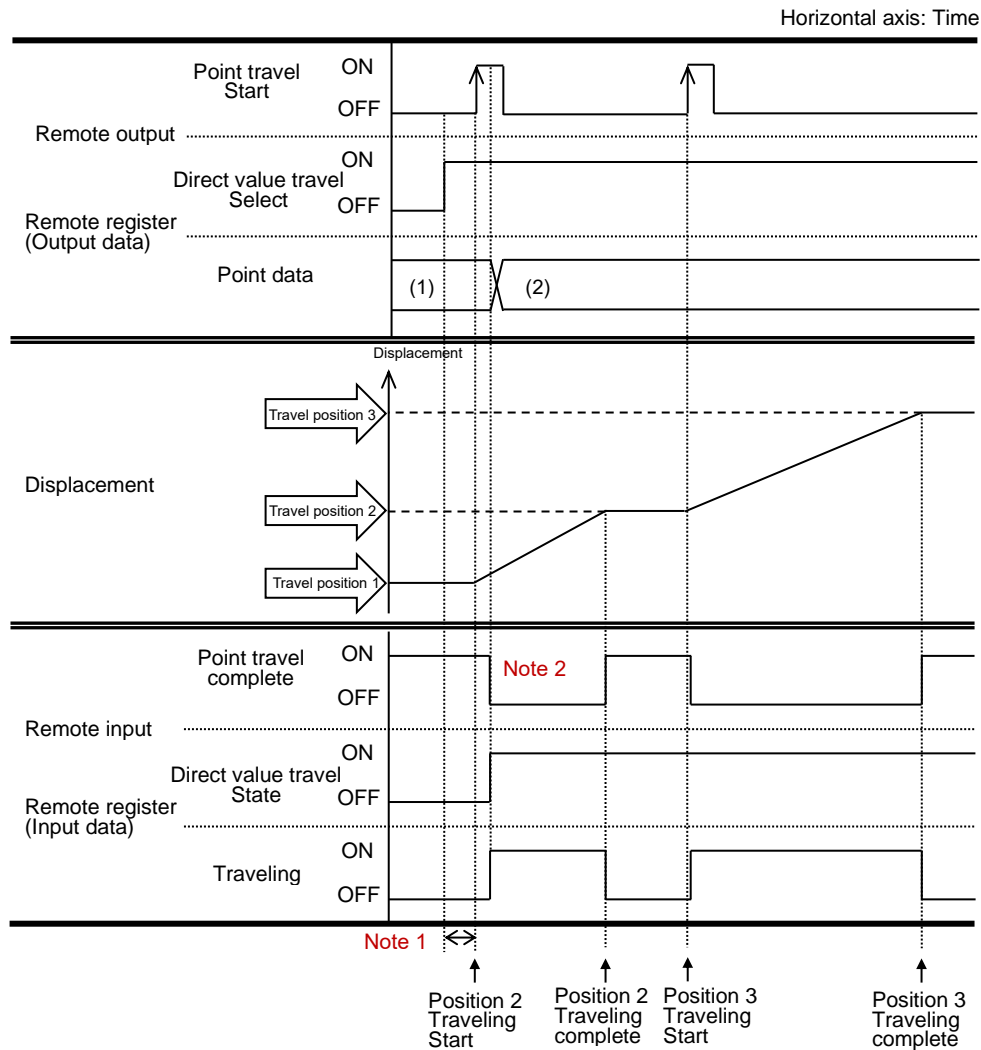 Horizontal axis: Time
Point travel
Start
ON
OFF
Remote output
Direct value travel
Select
ON
OFF
Remote register
(Output data)
Point data
(1)
(2)
Displacement
Travel position 3
Displacement
Travel position 2
Travel position 1
Point travel
complete
ON
OFF
Note 2
Remote input
Direct value travel
State
ON
OFF
Remote register
(Input data)
Traveling
ON
OFF
Note 1
Position 2
Traveling
Start
Position 2
Traveling
complete
Position 3
Traveling
Start
Position 3
Traveling
complete